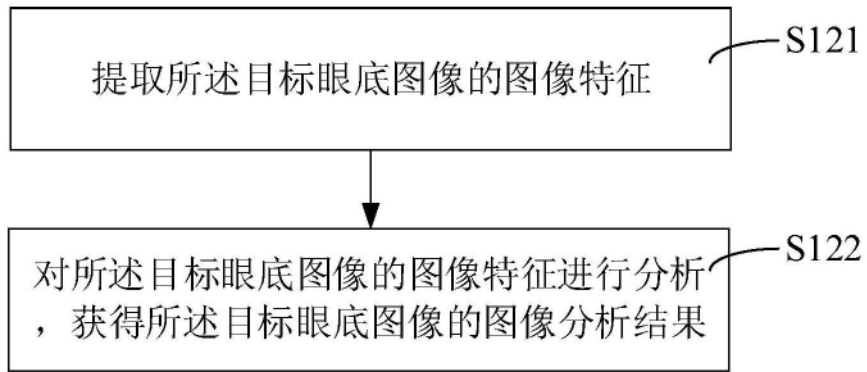 提取所述目标眼底图像的图像特征
S121
对所述目标眼底图像的图像特征进行分析
，获得所述目标眼底图像的图像分析结果
S122